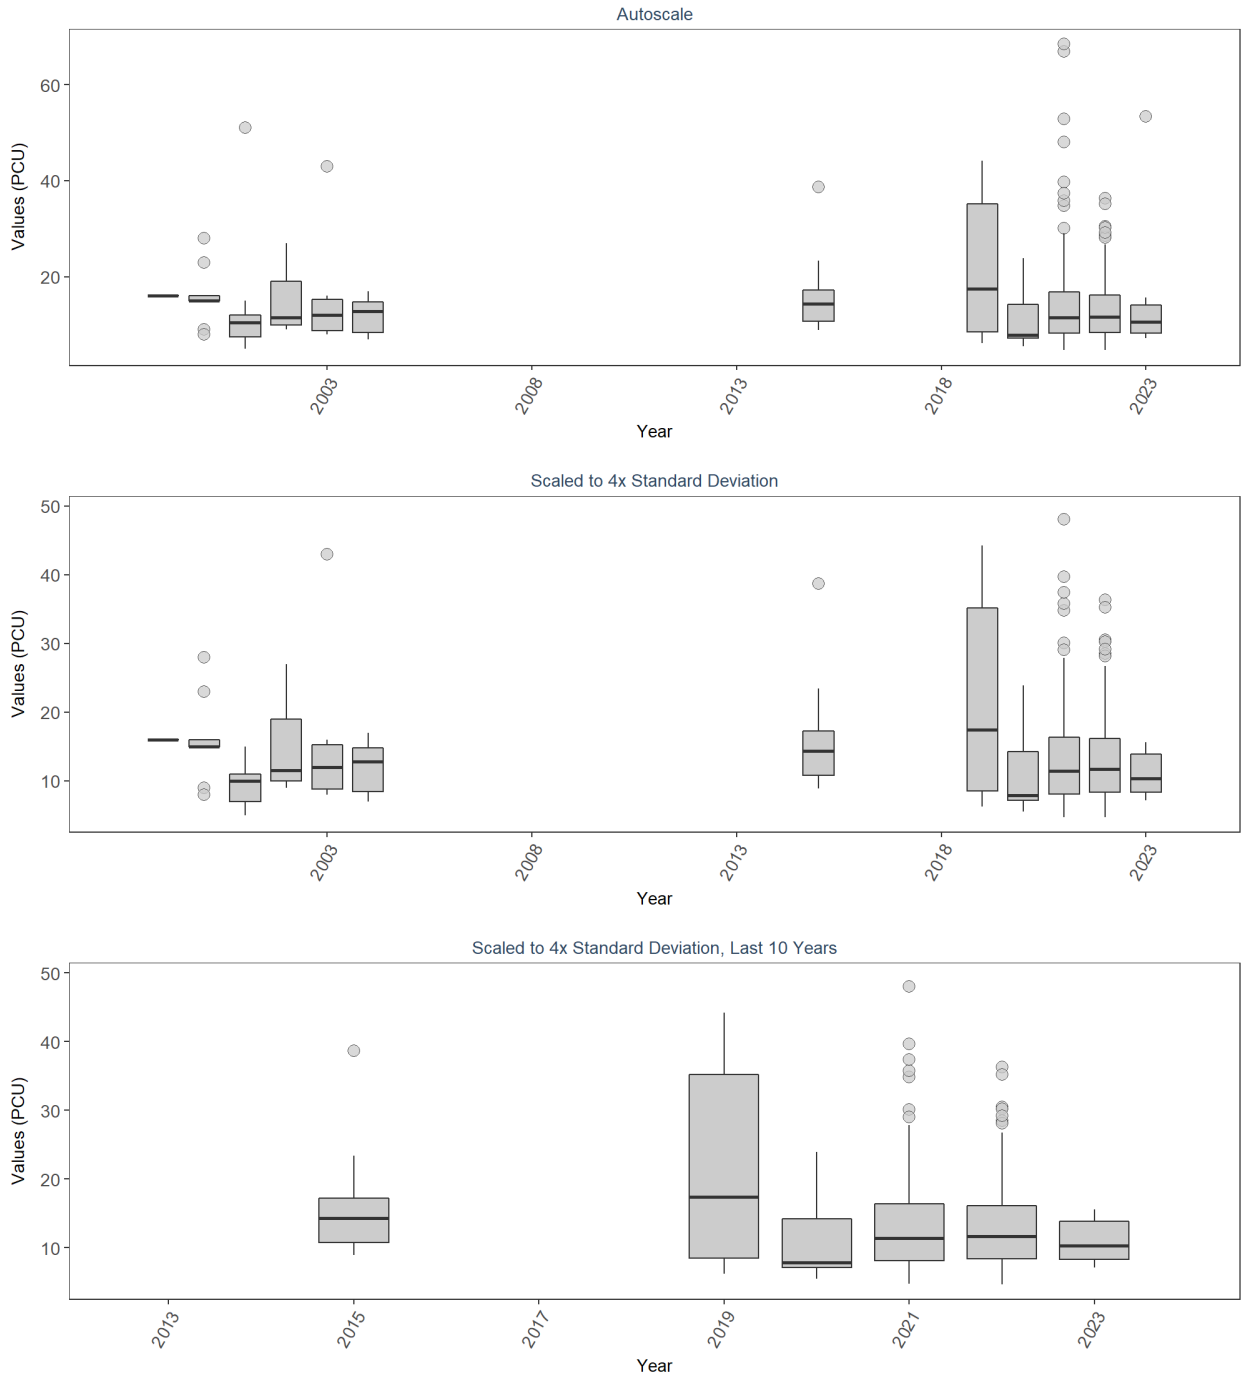 Autoscale
Values (PCU)
60
40
20
2003 2008 2013 2018 2023
Year
Scaled to 4x Standard Deviation
Values (PCU)
50
40
30
20
10
2003 2008 2013 2018 2023
Year
Scaled to 4x Standard Deviation, Last 10 Years
Values (PCU)
50
40
30
20
10
2013 2015 2017 2019 2021 2023
Year